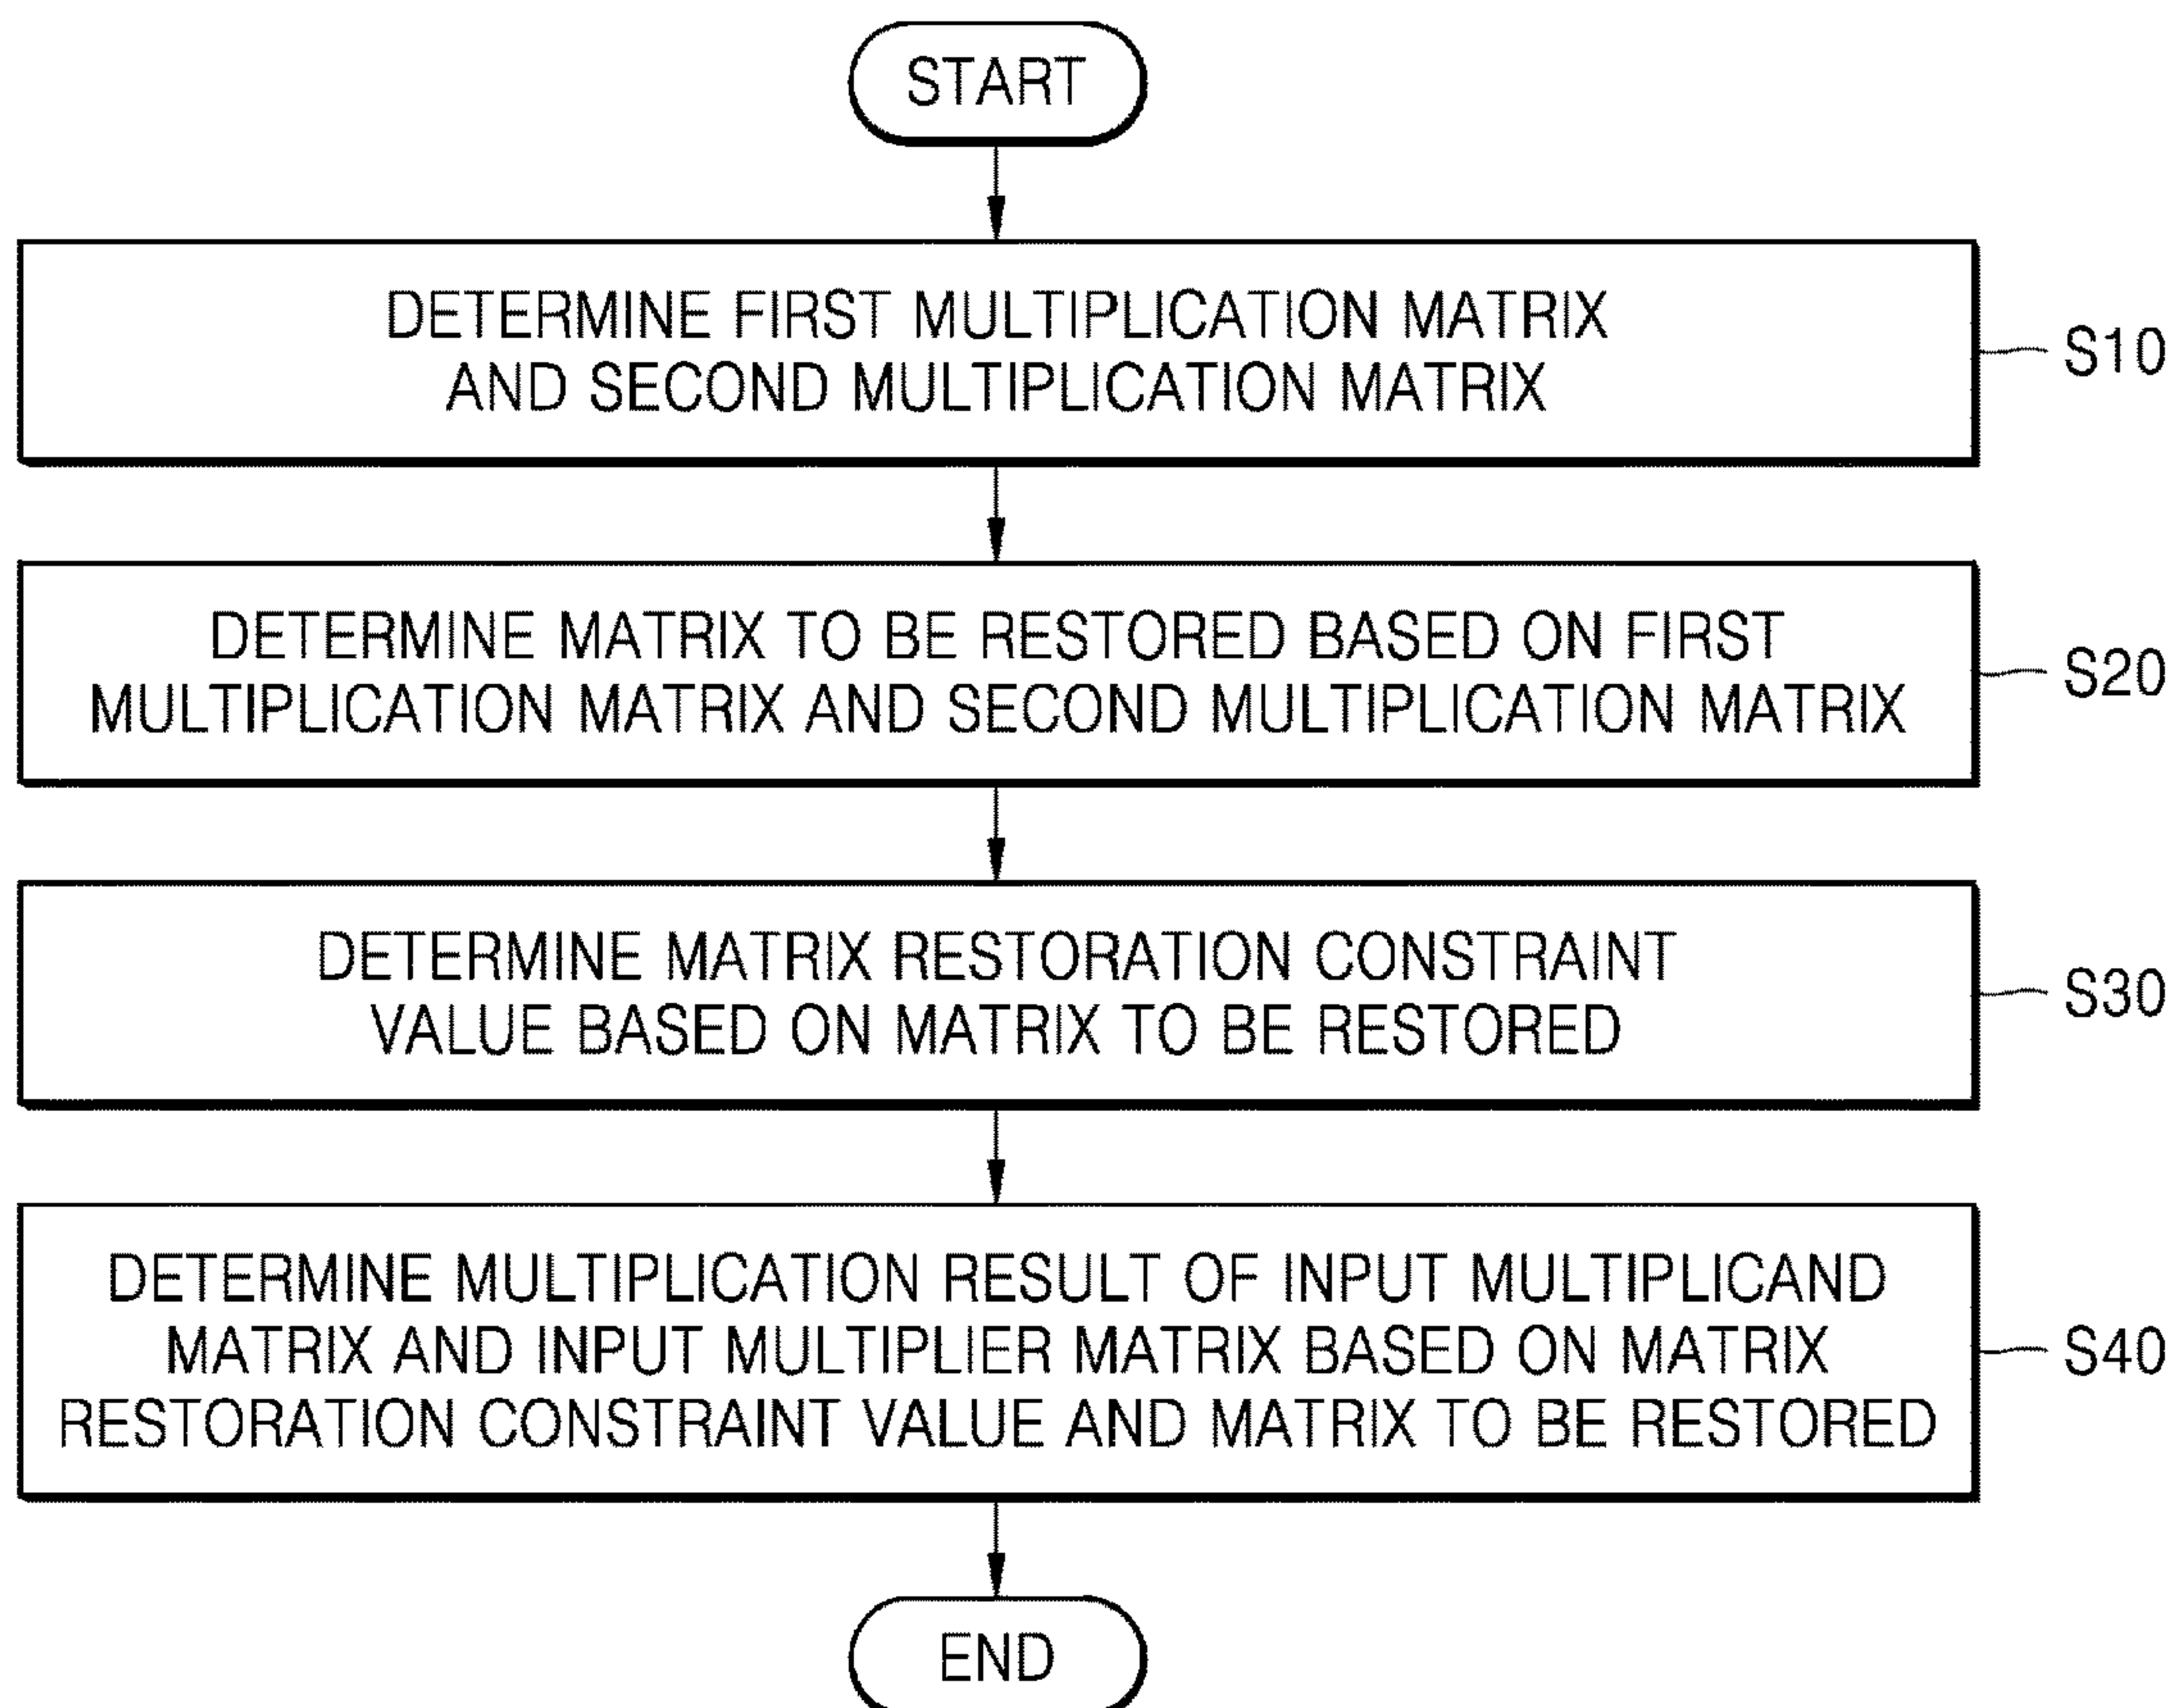 START
DETERMINE FIRST MULTIPLICATION MATRIX
AND SECOND MULTIPLICATION MATRIX
S10
DETERMINE MATRIX TO BE RESTORED BASED ON FIRST
MULTIPLICATION MATRIX AND SECOND MULTIPLICATION MATRIX
S20
DETERMINE MATRIX RESTORATION CONSTRAINT
VALUE BASED ON MATRIX TO BE RESTORED
S30
DETERMINE MULTIPLICATION RESULT OF INPUT MULTIPLICAND
MATRIX AND INPUT MULTIPLIER MATRIX BASED ON MATRIX
RESTORATION CONSTRAINT VALUE AND MATRIX TO BE RESTORED
S40
END